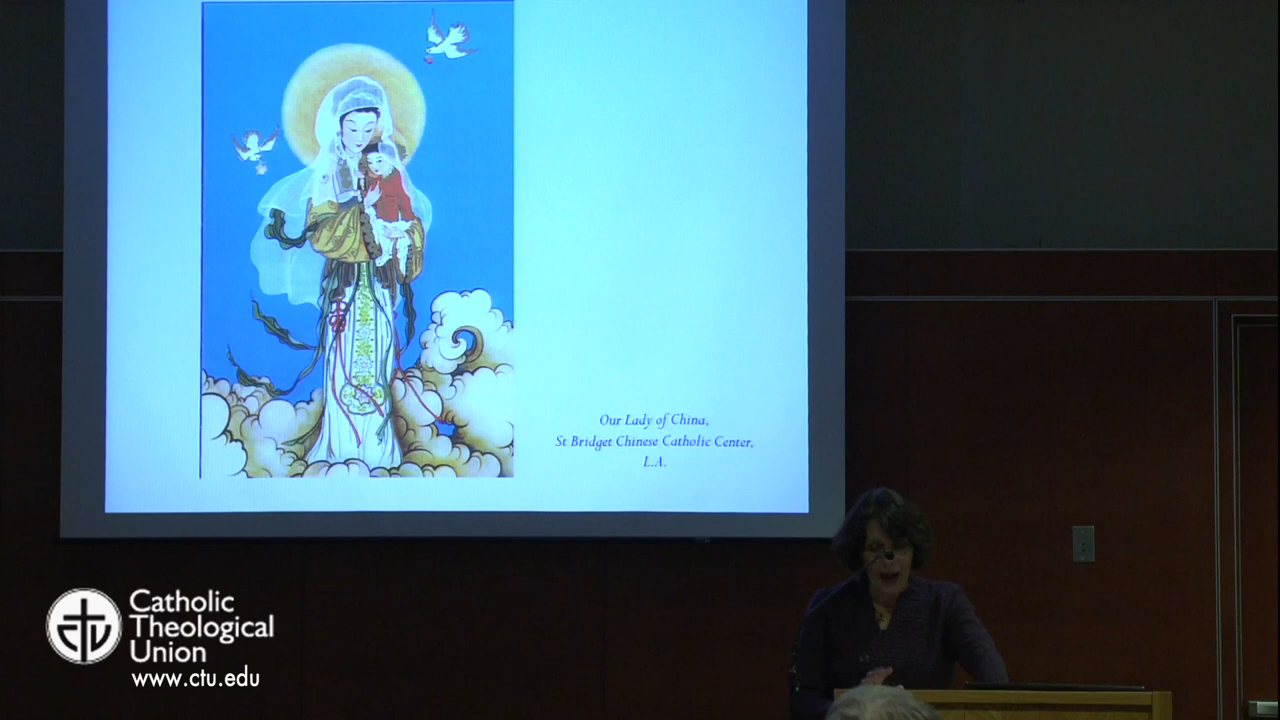 Our Lady of China,
St Bridget Chinese Catholic Center,
L.A.
Catholic
Theological
Union
www.ctu.edu